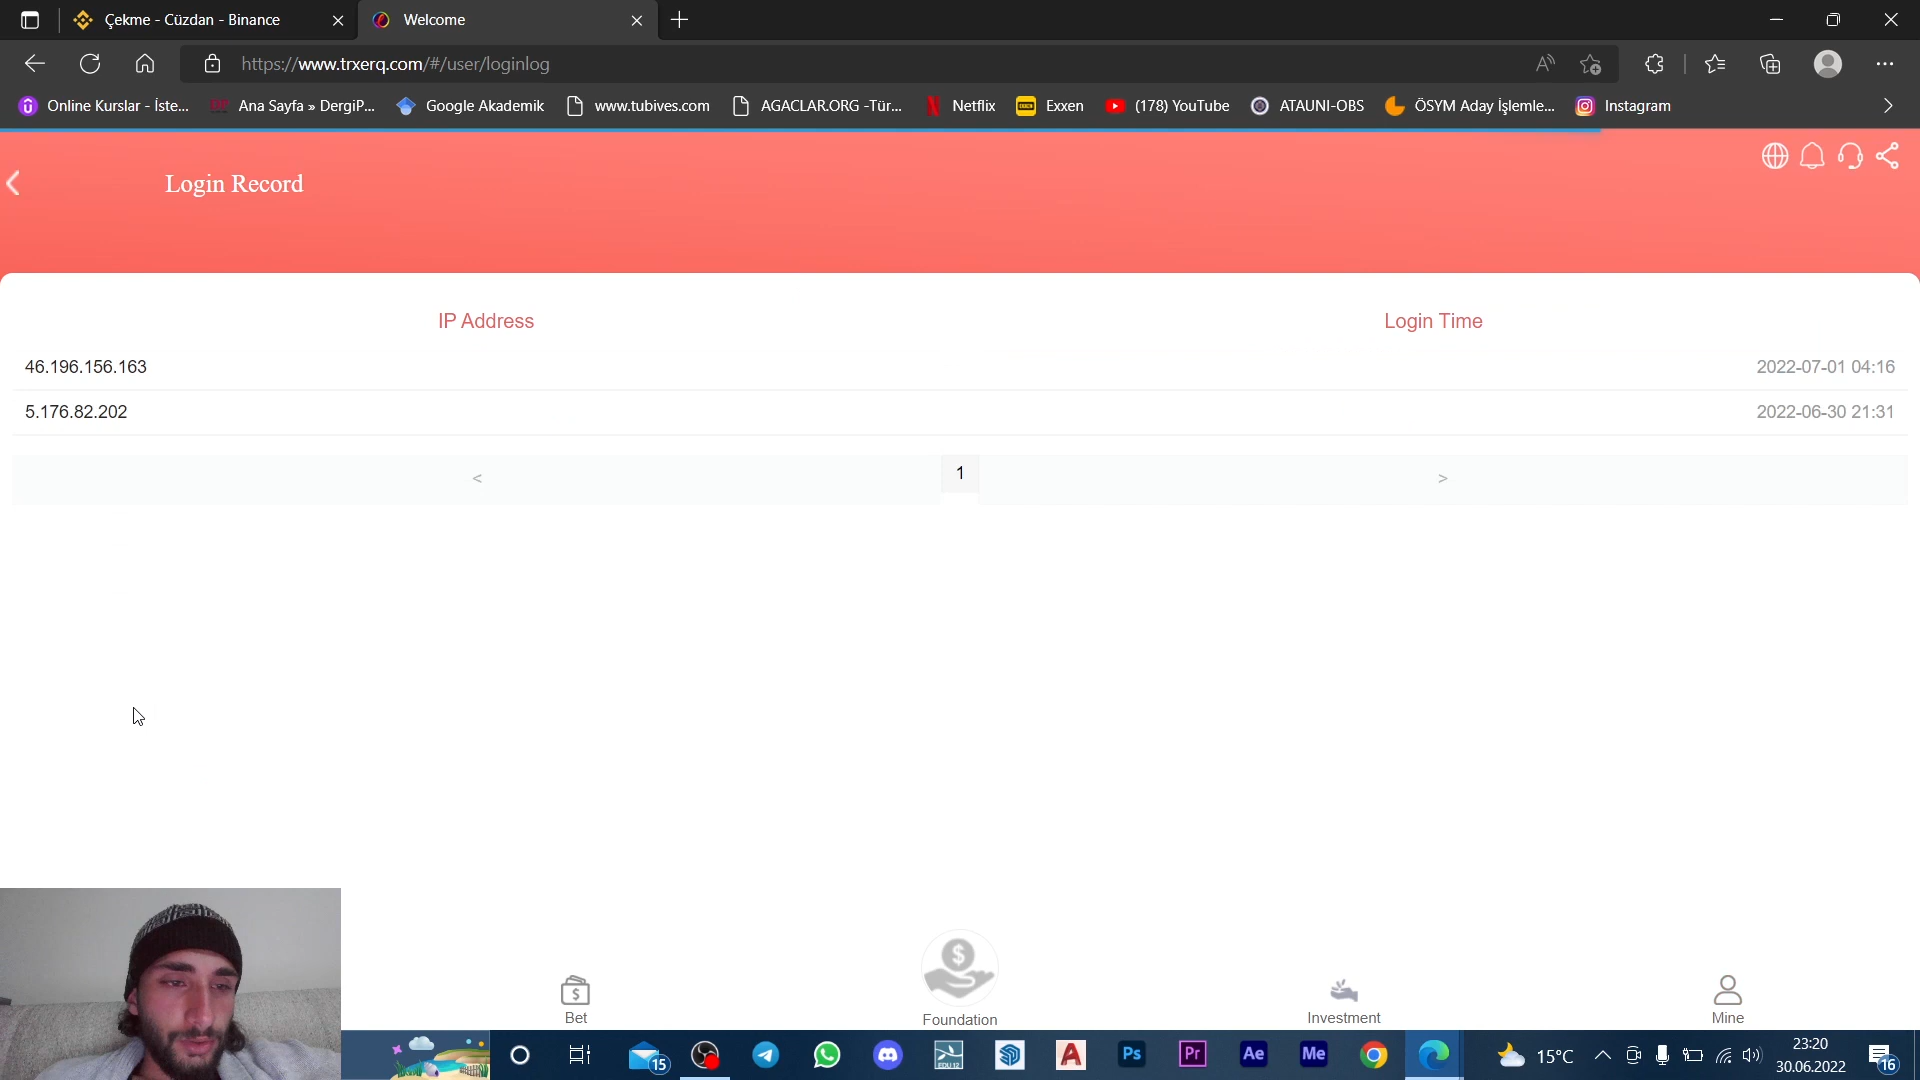 Çekme - Cüzdan - Binance
Welcome
https://www.trxerq.com/#/user/loginlog
Online Kurslar - İste...
DP Ana Sayfa » DergiP...
Google Akademik
www.tubives.com
AGACLAR.ORG -Tür...
Netflix
Exxen
(178) YouTube
ATAUNI-OBS
ÖSYM Aday İşlemle...
Instagram
Login Record
IP Address
Login Time
46.196.156.163
2022-07-01 04:16
5.176.82.202
2022-06-30 21:31
<
1
>
Bet
Foundation
Investment
Mine
15
EDU 12
Ps
Pr
Ae
Me
15°C
23:20
30.06.2022
16